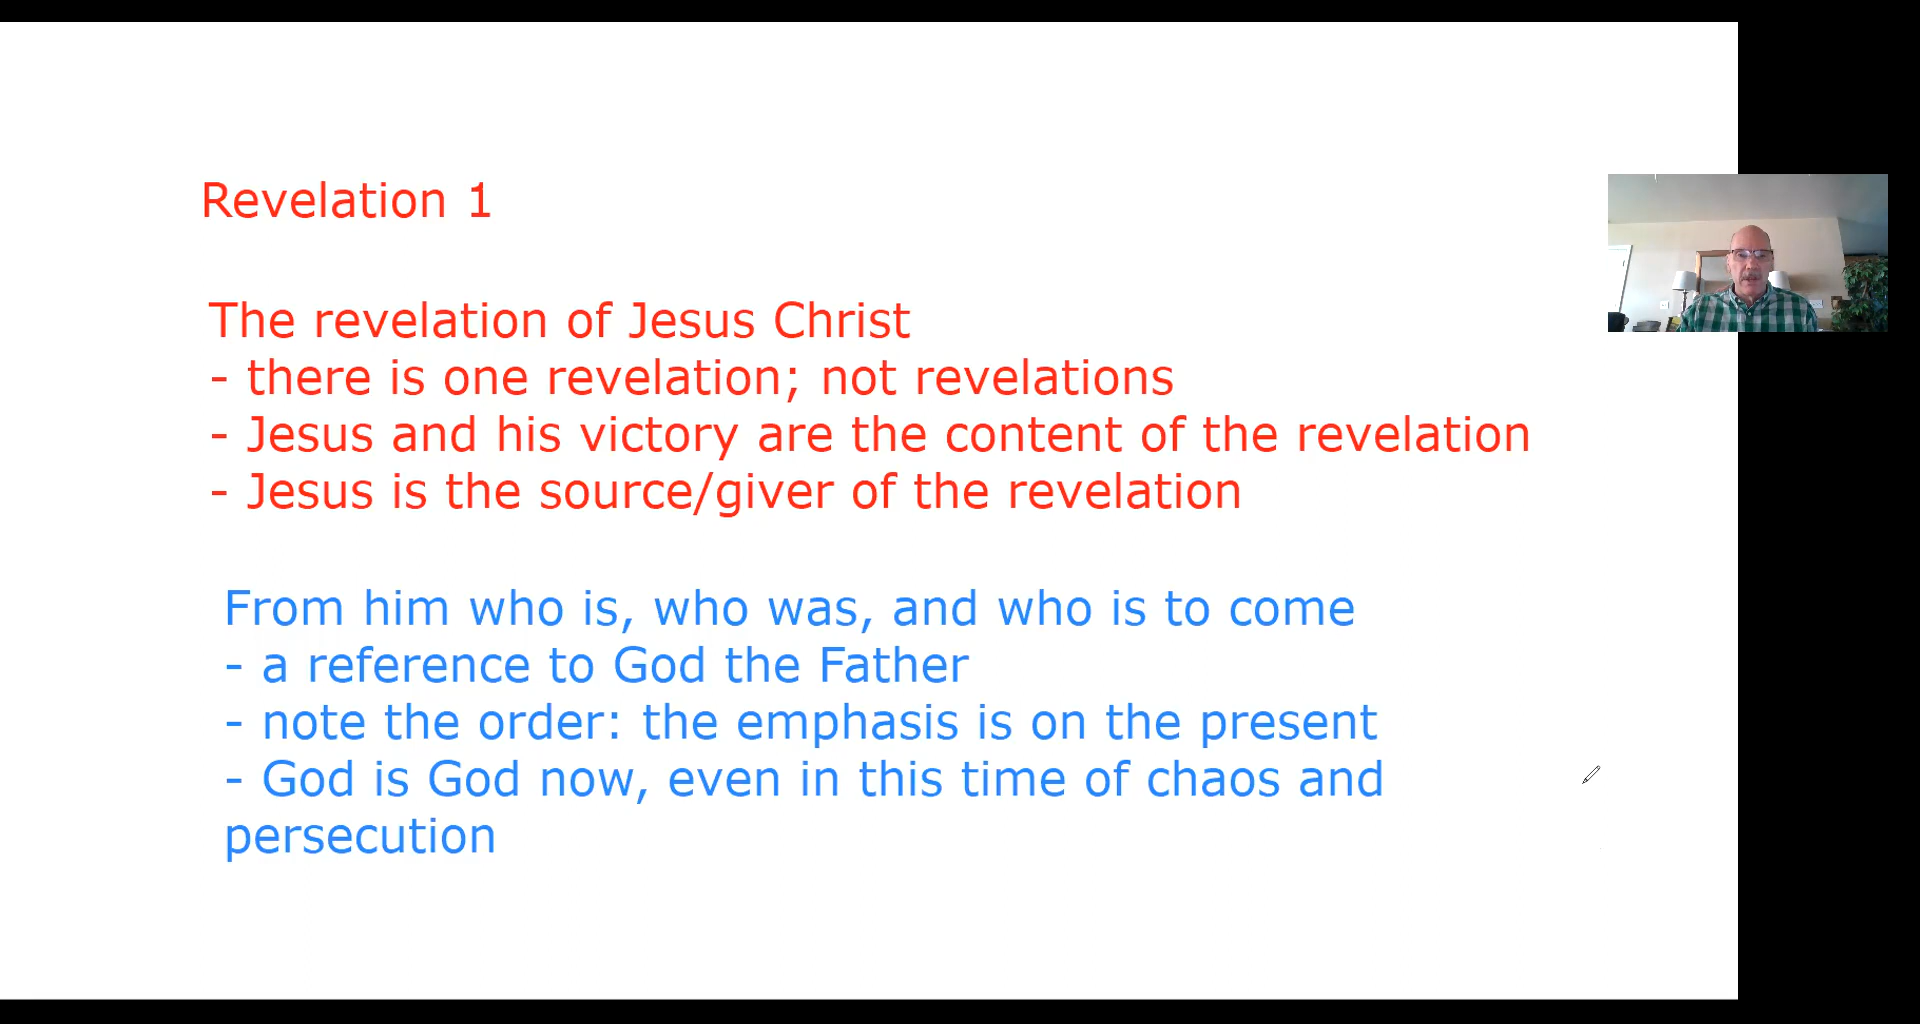 Revelation 1
The revelation of Jesus Christ
- there is one revelation; not revelations
- Jesus and his victory are the content of the revelation
- Jesus is the source/giver of the revelation
From him who is, who was, and who is to come
- a reference to God the Father
- note the order: the emphasis is on the present
- God is God now, even in this time of chaos and
persecution